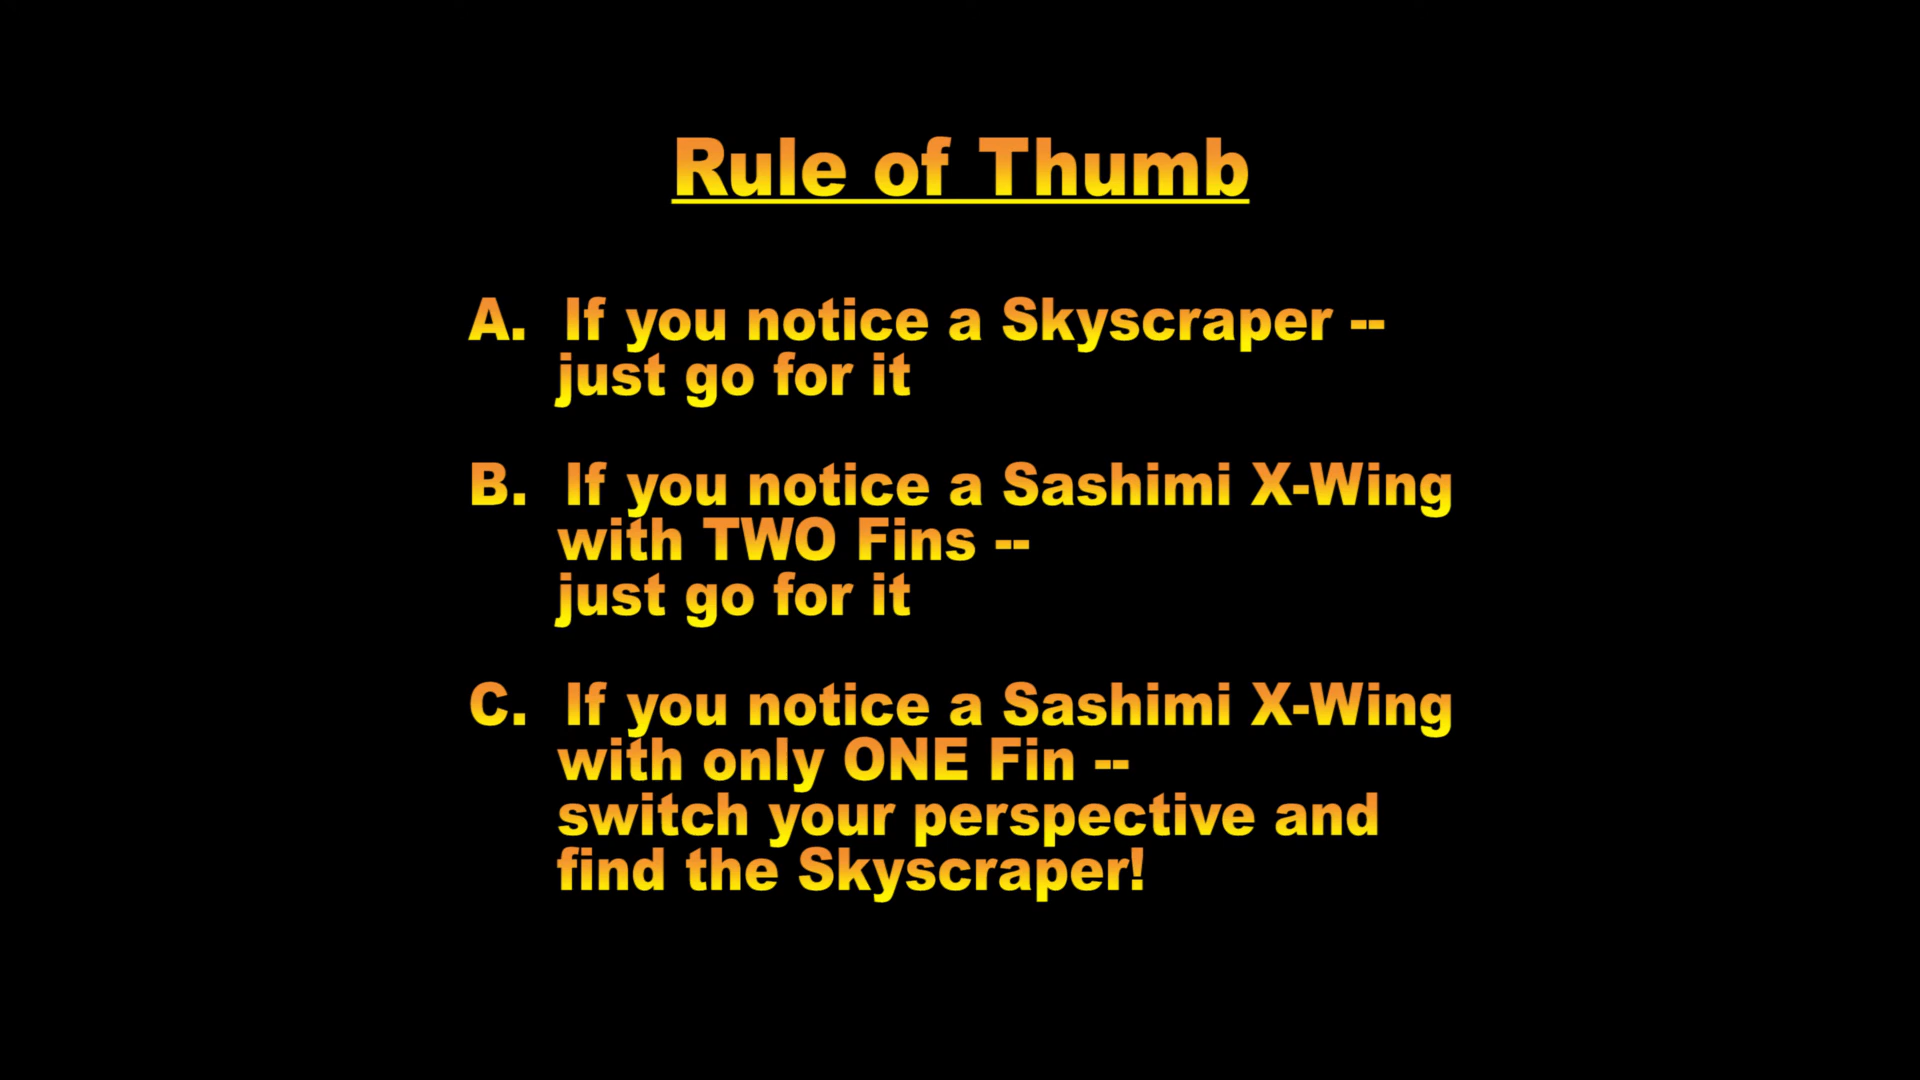 Rule of Thumb
A. If you notice a Skyscraper --
just go for it
B. If you notice a Sashimi X-Wing
with TWO Fins --
just go for it
C. If you notice a Sashimi X-Wing
with only ONE Fin --
switch your perspective and
find the Skyscraper!